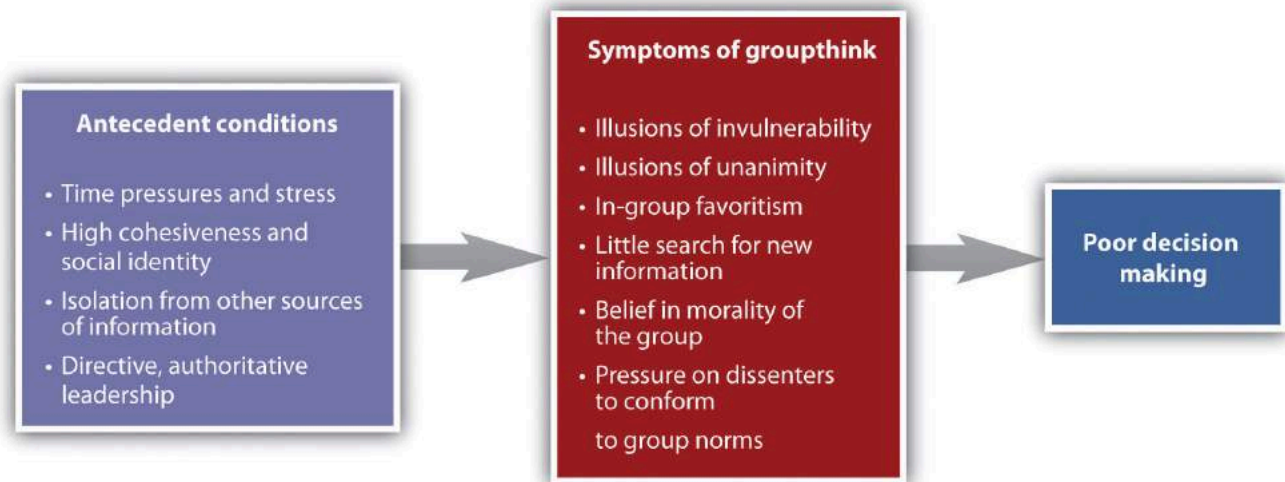 Antecedent conditions
• Time pressures and stress
• High cohesiveness and
social identity
• Isolation from other sources
of information
• Directive, authoritative
leadership
Symptoms of groupthink
• Illusions of invulnerability
• Illusions of unanimity
• In-group favoritism
• Little search for new
information
• Belief in morality of
the group
• Pressure on dissenters
to conform
to group norms
Poor decision
making